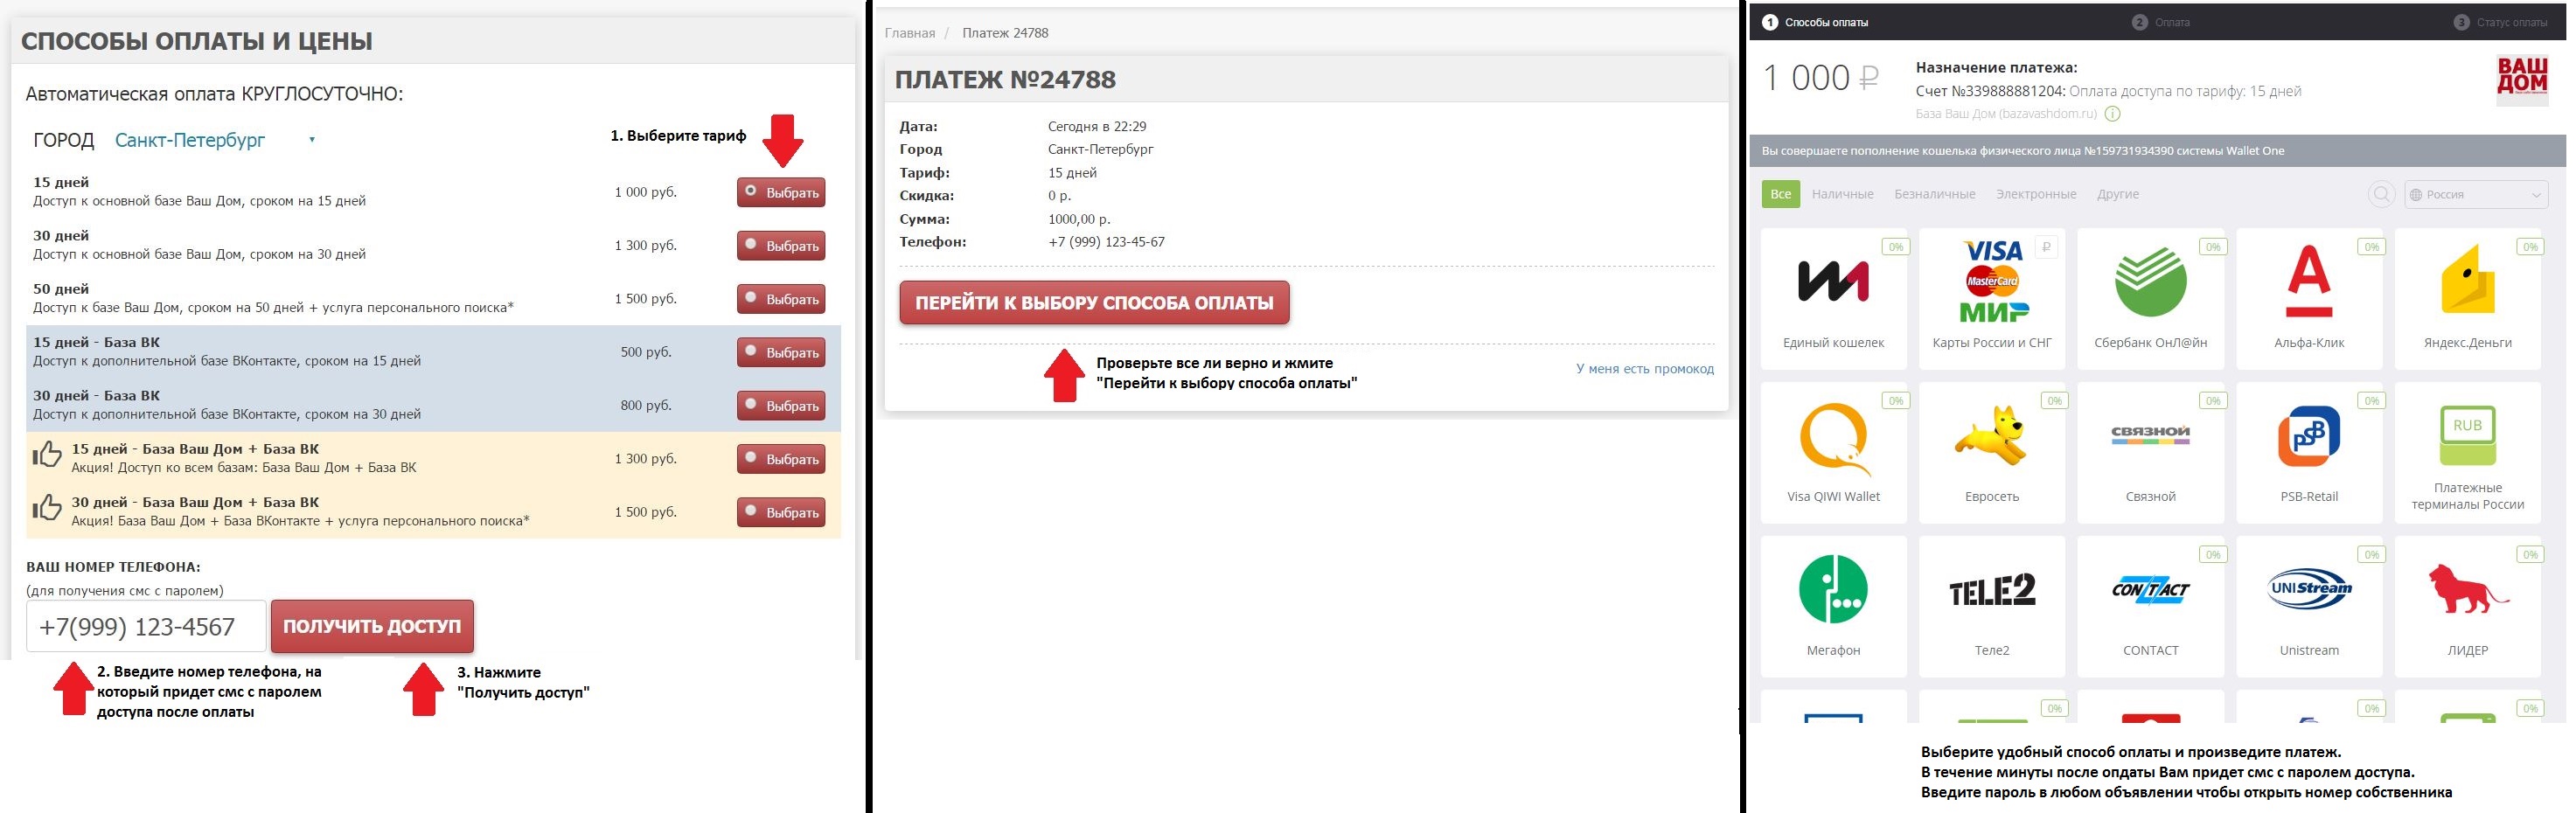 СПОСОБЫ ОПЛАТЫ И ЦЕНЫ
Автоматическая оплата КРУГЛОСУТОЧНО:
ГОРОД Санкт-Петербург
1. Выберите тариф
15 дней
Доступ к основной базе Ваш Дом, сроком на 15 дней
1 000 руб.
Выбрать
30 дней
Доступ к основной базе Ваш Дом, сроком на 30 дней
1 300 руб.
Выбрать
50 дней
Доступ к базе Ваш Дом, сроком на 50 дней + услуга персонального поиска*
1 500 руб.
Выбрать
15 дней - База ВК
Доступ к дополнительной базе ВКонтакте, сроком на 15 дней
500 руб.
Выбрать
30 дней - База ВК
Доступ к дополнительной базе ВКонтакте, сроком на 30 дней
800 руб.
Выбрать
15 дней - База Ваш Дом + База ВК
Акция! Доступ ко всем базам: База Ваш Дом + База ВК
1 300 руб.
Выбрать
30 дней - База Ваш Дом + База ВК
Акция! База Ваш Дом + База ВКонтакте + услуга персонального поиска*
1 500 руб.
Выбрать
ВАШ НОМЕР ТЕЛЕФОНА:
(для получения смс с паролем)
+7(999) 123-4567
ПОЛУЧИТЬ ДОСТУП
2. Введите номер телефона, на
который придет смс с паролем
доступа после оплаты
3. Нажмите
"Получить доступ"
Главная / Платеж 24788
ПЛАТЕЖ №24788
Дата: Сегодня в 22:29
Город Санкт-Петербург
Тариф: 15 дней
Скидка: 0 р.
Сумма: 1000,00 р.
Телефон: +7 (999) 123-45-67
ПЕРЕЙТИ К ВЫБОРУ СПОСОБА ОПЛАТЫ
Проверьте все ли верно и жмите
"Перейти к выбору способа оплаты"
У меня есть промокод
1 Способы оплаты
2 Оплата
3 Статус оплаты
1 000 ₽
Назначение платежа:
Счет №339888881204: Оплата доступа по тарифу: 15 дней
База Ваш Дом (bazavashdom.ru)
ВАШ
ДОМ
Вы совершаете пополнение кошелька физического лица №159731934390 системы Wallet One
Все Наличные Безналичные Электронные Другие
Россия
0%
Единый кошелек
₽
VISA
MasterCard
МИР
Карты России и СНГ
0%
Сбербанк ОнЛ@йн
0%
Альфа-Клик
0%
Яндекс.Деньги
0%
Visa QIWI Wallet
0%
Евросеть
0%
СВЯЗНОЙ
Связной
0%
PSB
PSB-Retail
0%
RUB
Платежные
терминалы России
Мегафон
TELE2
Теле2
0%
CONTACT
CONTACT
0%
UNIStream
Unistream
0%
ЛИДЕР
0%
0%
0%
Выберите удобный способ оплаты и произведите платеж.
В течение минуты после опдаты Вам придет смс с паролем доступа.
Введите пароль в любом объявлении чтобы открыть номер собственника